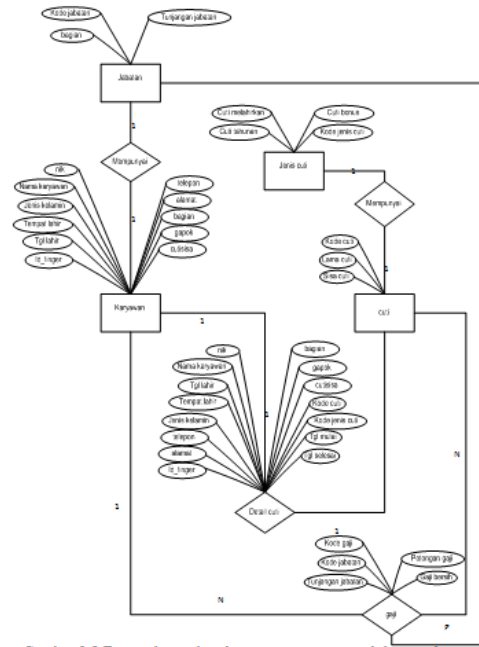 Kode jabatan
Tunjangan jabatan
bagian
Jabatan
1
Mempunyai
1
Cuti melahirkan
Cuti bonus
Cuti tahunan
Kode jenis cuti
Jenis cuti
1
Mempunyai
1
nik
Nama karyawan
Jenis kelamin
Tempat lahir
Tgl lahir
Id_finger
telepon
alamat
bagian
gapok
cutisisa
Karyawan
Kode cuti
Lama cuti
Sisa cuti
cuti
1
1
nik
Nama karyawan
Tgl lahir
Tempat lahir
Jenis kelamin
telepon
alamat
Id_finger
bagian
gapok
cutisisa
Kode cuti
Kode jenis cuti
Tgl mulai
Tgl selesai
Detail cuti
N
1
1
Kode gaji
Kode jabatan
Tunjangan jabatan
Potongan gaji
Gaji bersih
gaji
N
P